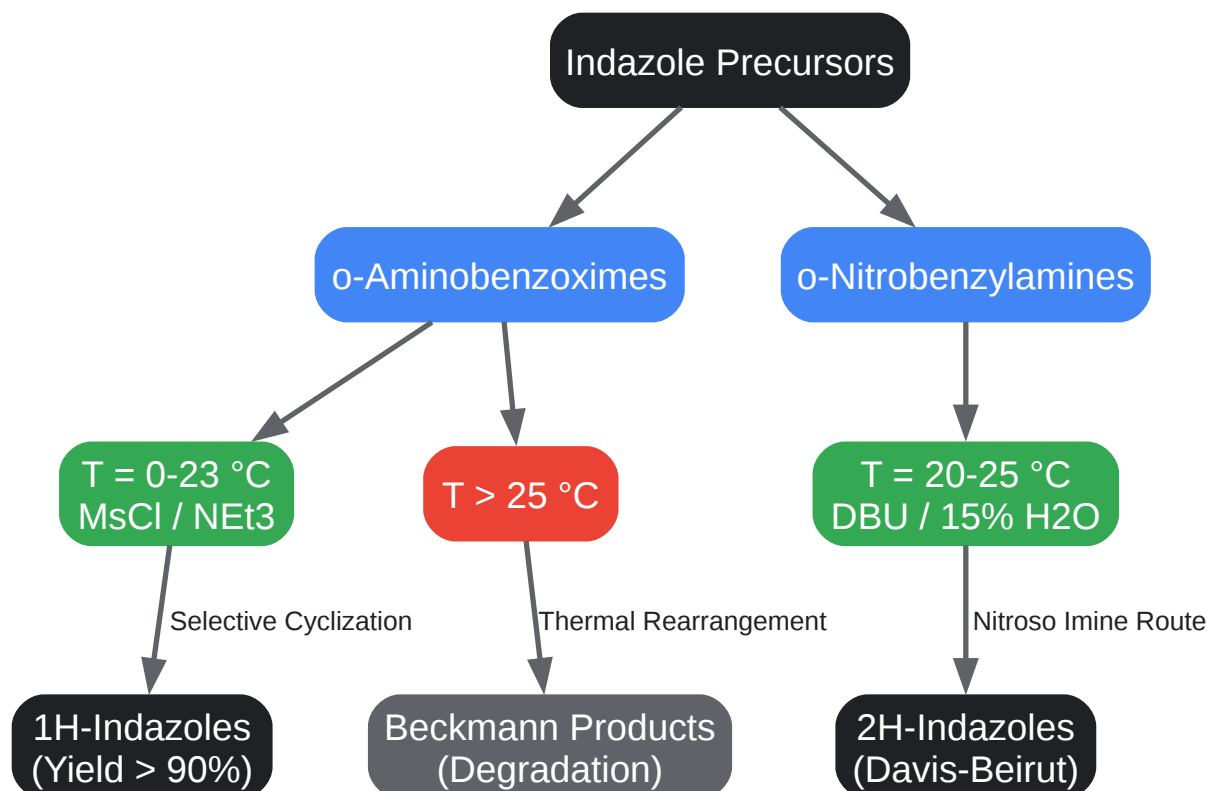 Indazole Precursors
o-Aminobenzoximes
o-Nitrobenzylamines
T = 0-23 °C
MsCl / NEt3
T > 25 °C
T = 20-25 °C
DBU / 15% H2O
Selective Cyclization
Thermal Rearrangement
Nitroso Imine Route
1H-Indazoles
(Yield > 90%)
Beckmann Products
(Degradation)
2H-Indazoles
(Davis-Beirut)